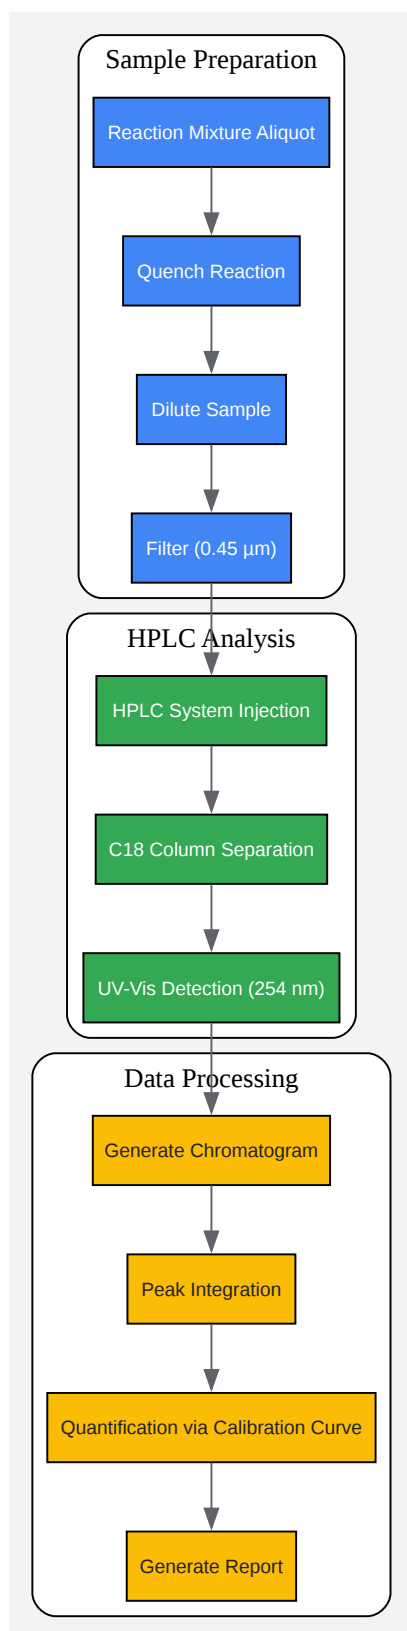 Sample Preparation
Reaction Mixture Aliquot
Quench Reaction
Dilute Sample
Filter (0.45 µm)
HPLC Analysis
HPLC System Injection
C18 Column Separation
UV-Vis Detection (254 nm)
Data Processing
Generate Chromatogram
Peak Integration
Quantification via Calibration Curve
Generate Report